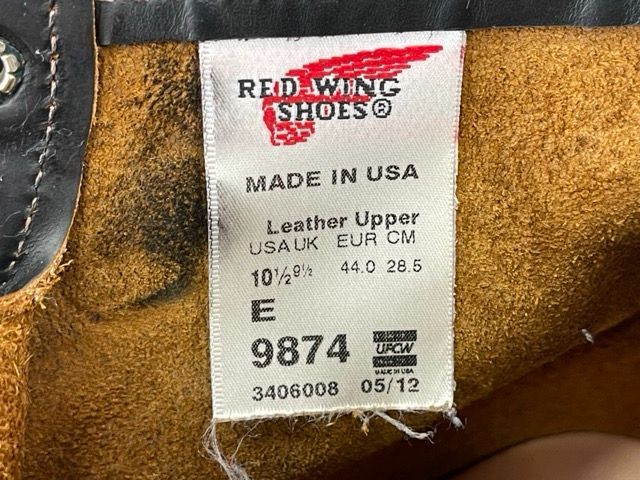 RED WING
SHOES®
MADE IN USA
Leather Upper
USA UK EUR CM
10½ 9½ 44.0 28.5
E
9874
UFCW
MADE IN USA
3406008 05/12